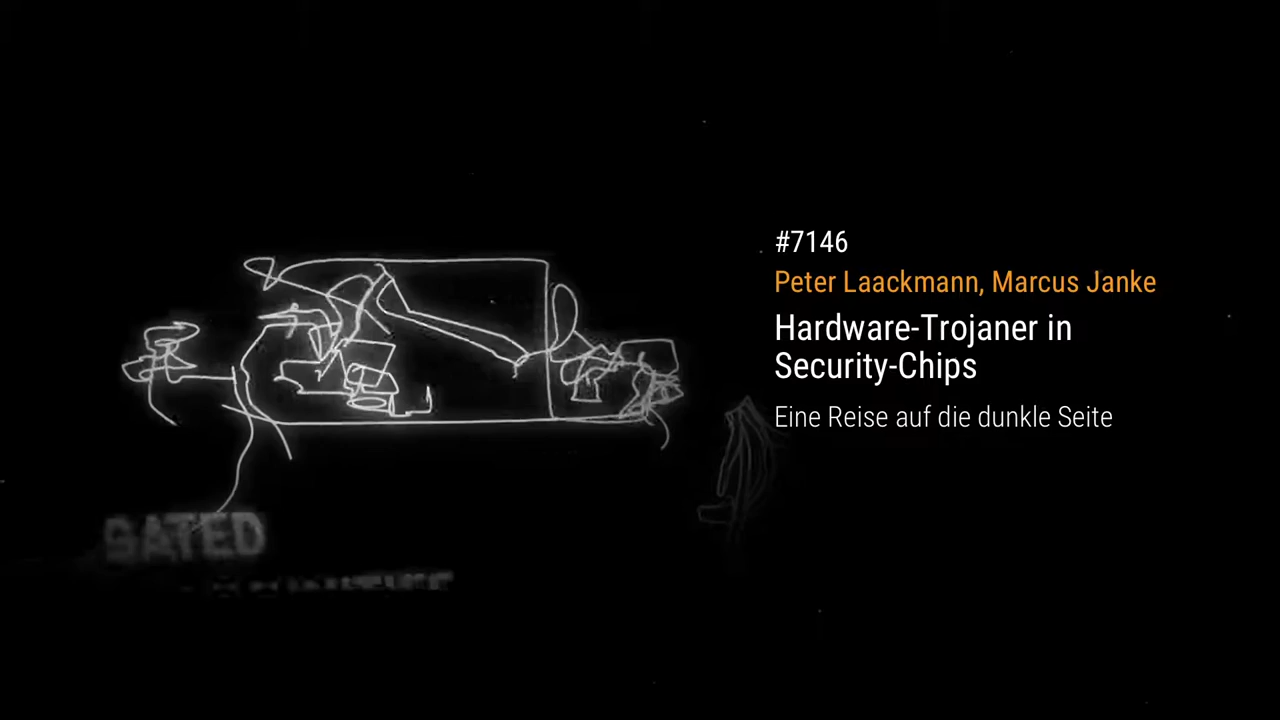 #7146
Peter Laackmann, Marcus Janke
Hardware-Trojaner in
Security-Chips
Eine Reise auf die dunkle Seite
GATED